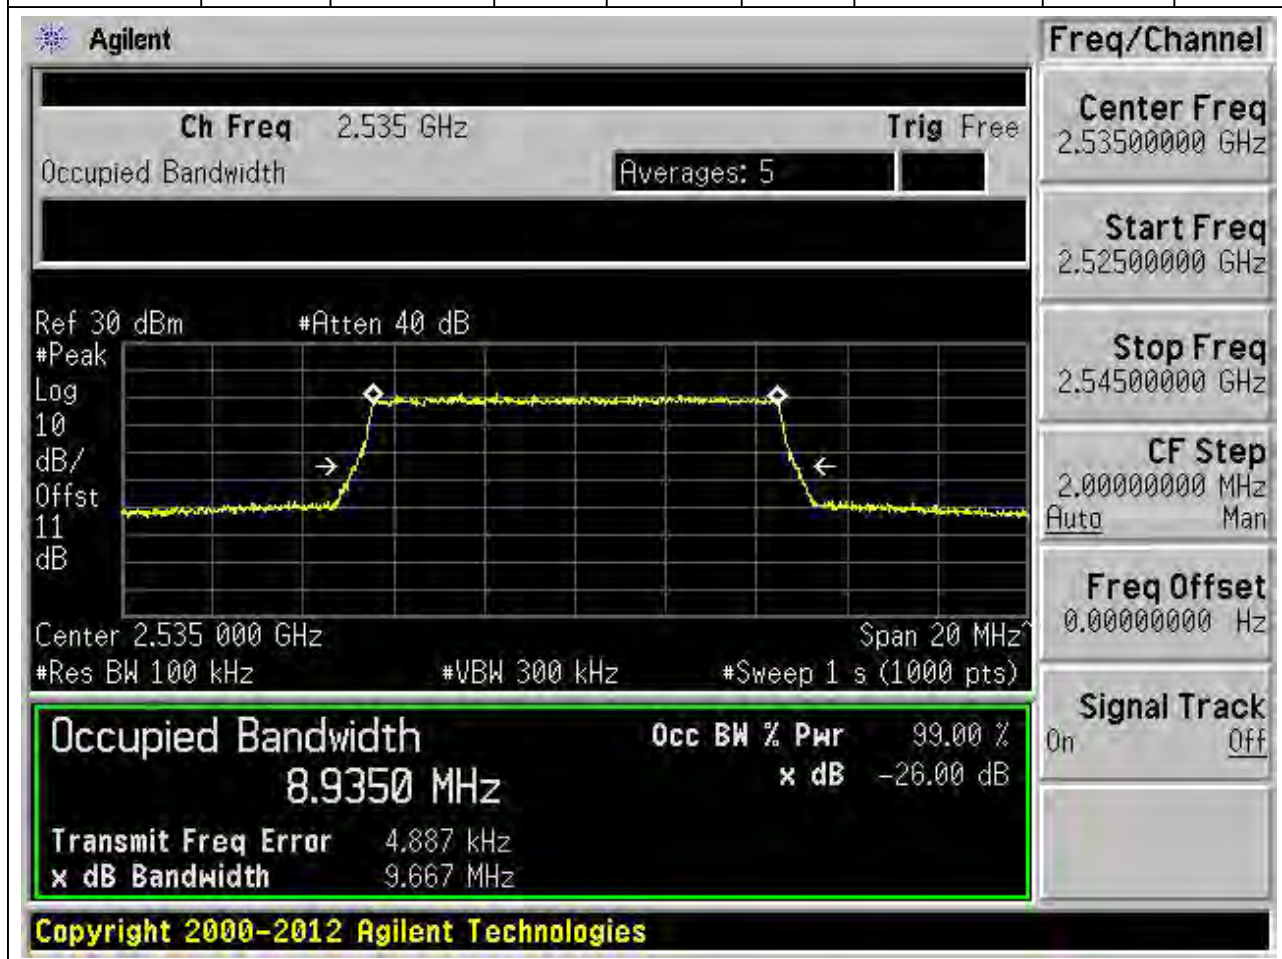 Agilent
Freq/Channel
Ch Freq 2.535 GHz Trig Free
Occupied Bandwidth Averages: 5
Center Freq
2.53500000 GHz
Start Freq
2.52500000 GHz
Stop Freq
2.54500000 GHz
CF Step
2.00000000 MHz
Auto Man
Freq Offset
0.00000000 Hz
Signal Track
On Off
Ref 30 dBm #Atten 40 dB
#Peak
Log
10
dB/
Offst
11
dB
Center 2.535 000 GHz Span 20 MHz^
#Res BW 100 kHz #VBW 300 kHz #Sweep 1 s (1000 pts)
Occupied Bandwidth Occ BW % Pwr 99.00 %
8.9350 MHz x dB -26.00 dB
Transmit Freq Error 4.887 kHz
x dB Bandwidth 9.667 MHz
Copyright 2000-2012 Agilent Technologies